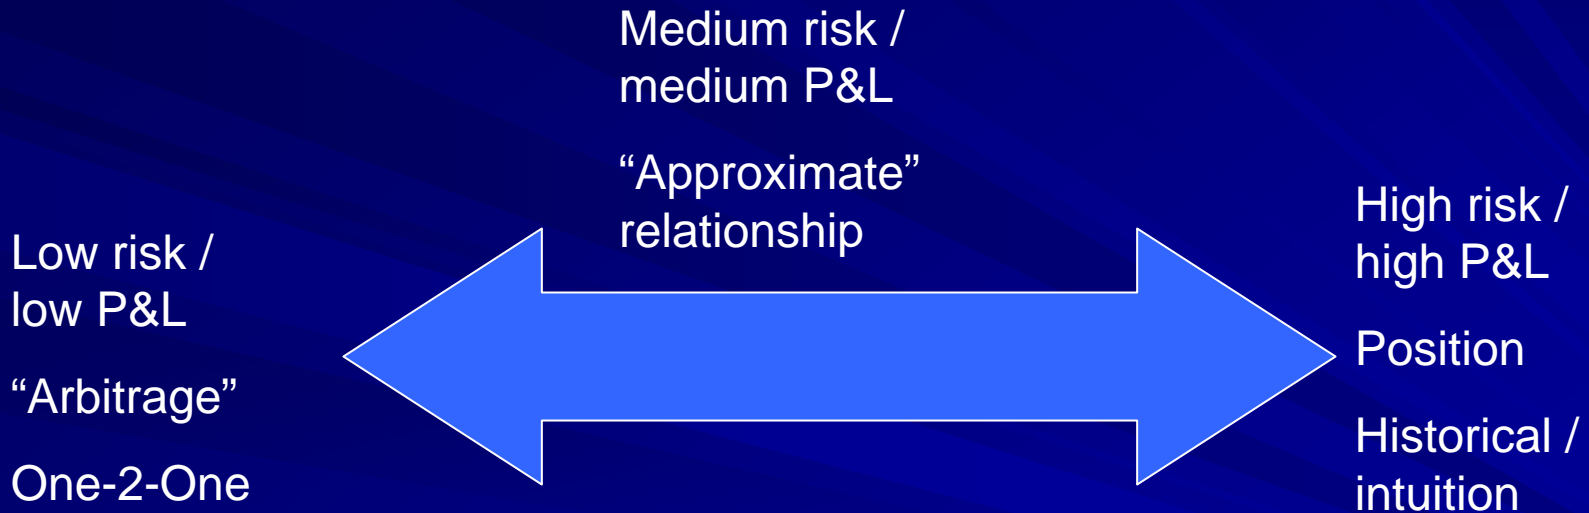 Low risk /
low P&L
“Arbitrage”
One-2-One
Medium risk /
medium P&L
“Approximate”
relationship
High risk /
high P&L
Position
Historical /
intuition